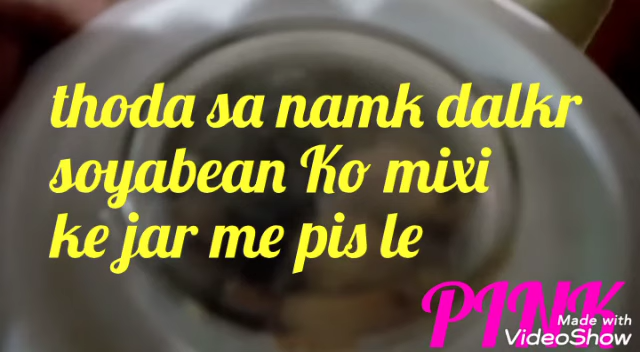 thoda sa namk dalkr
soyabean Ko mixi
ke jar me pis le
PINK
Made with
VideoShow